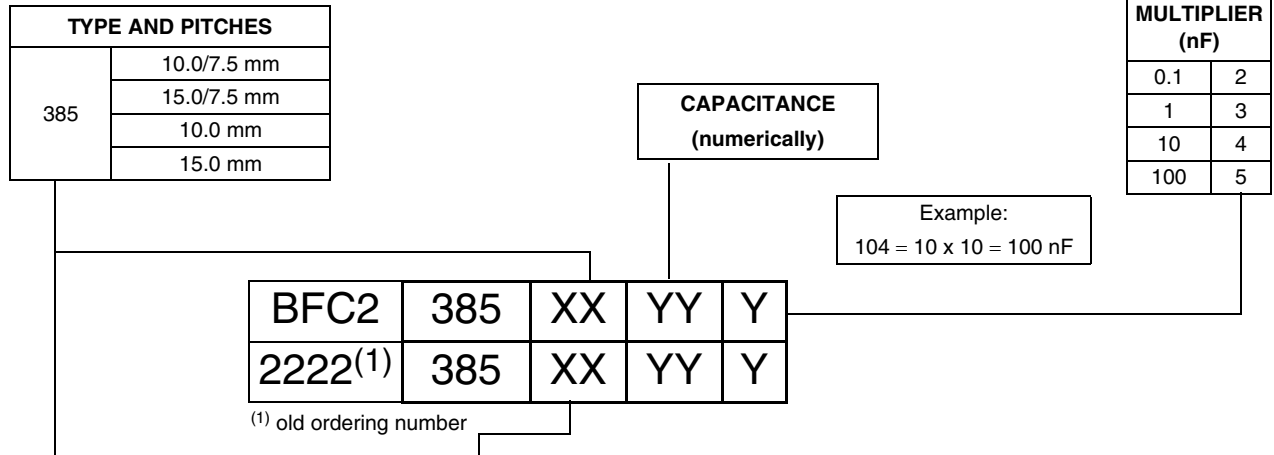 TYPE AND PITCHES
385
10.0/7.5 mm
15.0/7.5 mm
10.0 mm
15.0 mm
CAPACITANCE
(numerically)
MULTIPLIER
(nF)
0.1 2
1 3
10 4
100 5
Example:
104 = 10 x 10 = 100 nF
BFC2 385 XX YY Y
2222(1) 385 XX YY Y
(1) old ordering number